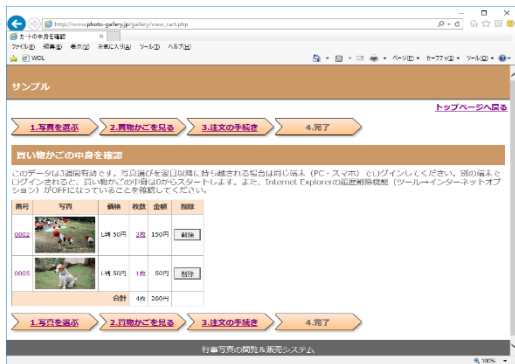 http://www.photo-gallery.jp/gallery/view_cart.php
カートの中身を確認
ファイル(F) 編集(E) 表示(V) お気に入り(A) ツール(T) ヘルプ(H)
WOL
ページ(P) セーフティ(S) ツール(O)
サンプル
トップページへ戻る
1.写真を選ぶ 2.買物かごを見る 3.注文の手続き 4.完了
買い物かごの中身を確認
このデータは3週間有効です。写真選びを翌日以降に持ち越される場合は同じ端末(PC・スマホ)でログインしてください。別の端末で
ログインされると、買い物かごの中身は0からスタートします。また、Internet Explorerの履歴削除機能(ツール→インターネットオプ
ション)がOFFになっていることを確認してください。
番号 写真 価格 枚数 金額 削除
0002 L判 50円 3枚 150円 削除
0005 L判 50円 1枚 50円 削除
合計 4枚 200円
1.写真を選ぶ 2.買物かごを見る 3.注文の手続き 4.完了
行事写真の閲覧&販売システム
100%